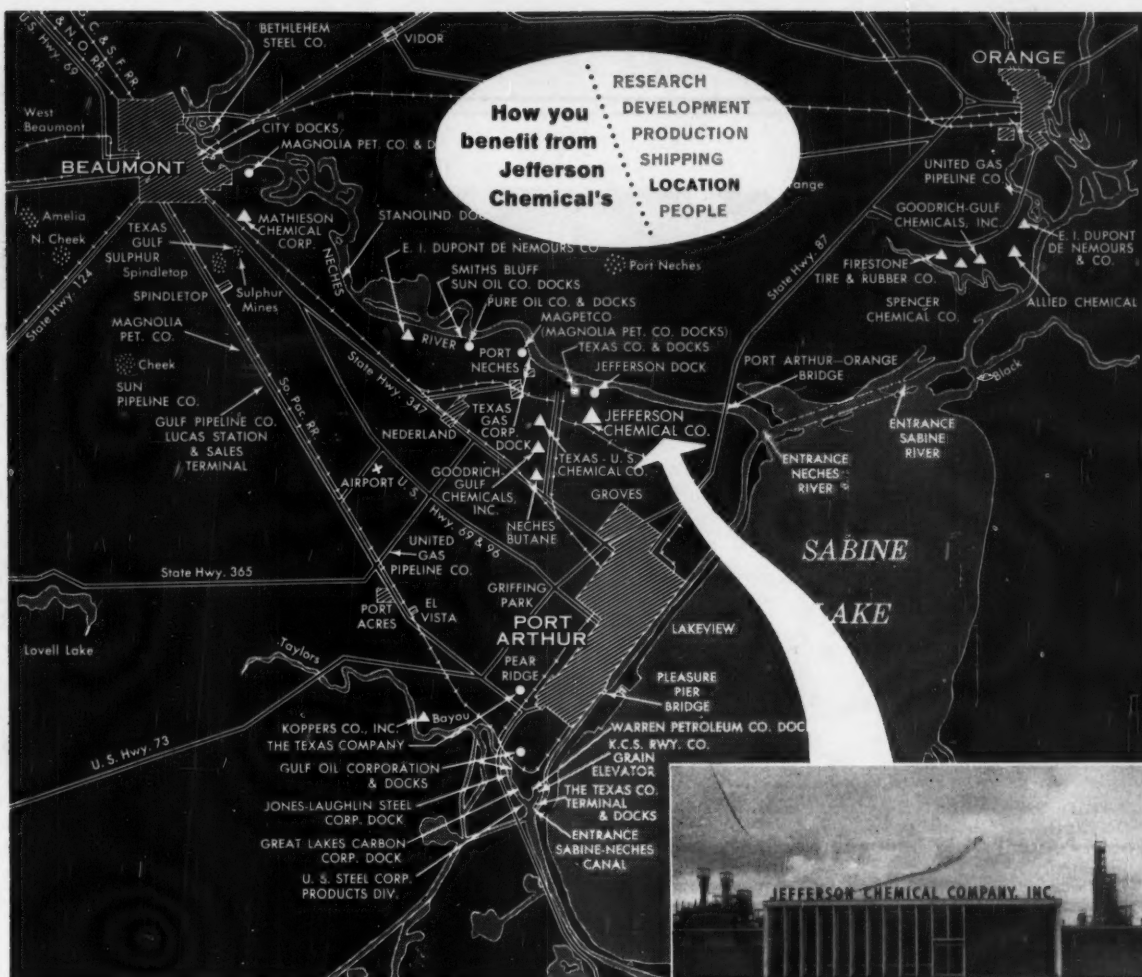 G. C. & S. F. RR.
& N.O. RR.
U.S. Hwy. 69
BETHLEHEM
STEEL CO.
VIDOR
ORANGE
How you
benefit from
Jefferson
Chemical's
RESEARCH
DEVELOPMENT
PRODUCTION
SHIPPING
LOCATION
PEOPLE
West
Beaumont
CITY DOCKS
MAGNOLIA PET. CO. & D
BEAUMONT
UNITED GAS
PIPELINE CO.
GOODRICH-GULF
CHEMICALS, INC.
E. I. DUPONT
DE NEMOURS
& CO.
Amelia
N. Cheek
TEXAS
GULF
SULPHUR
Spindletop
MATHIESON
CHEMICAL
CORP.
STANOLIND
NECHES
RIVER
E. I. DUPONT DE NEMOURS CO
Port Neches
State Hwy. 87
FIRESTONE
TIRE & RUBBER CO.
SPENCER
CHEMICAL CO.
ALLIED CHEMICAL
State Hwy. 124
SPINDLETOP
Sulphur
Mines
SMITHS BLUFF
SUN OIL CO. DOCKS
PURE OIL CO. & DOCKS
MAGPETCO
(MAGNOLIA PET. CO. DOCKS)
TEXAS CO. & DOCKS
JEFFERSON DOCK
MAGNOLIA
PET. CO.
Cheek
SUN
PIPELINE CO.
GULF PIPELINE CO.
LUCAS STATION
& SALES
TERMINAL
So. Pac. RR.
State Hwy. 347
PORT
NECHES
NEDERLAND
TEXAS
GAS
CORP.
DOCK
JEFFERSON
CHEMICAL CO.
TEXAS - U. S.
CHEMICAL CO.
PORT ARTHUR—ORANGE
BRIDGE
Black
ENTRANCE
SABINE
RIVER
ENTRANCE
NECHES
RIVER
AIRPORT
U. S. Hwy. 69 & 96
GOODRICH-
GULF
CHEMICALS,
INC.
NECHES
BUTANE
GROVES
SABINE
LAKE
State Hwy. 365
UNITED
GAS
PIPELINE CO.
GRIFFING
PARK
PORT
ACRES
EL
VISTA
PORT
ARTHUR
LAKEVIEW
Lovell Lake
Taylors
Bayou
PEAR
RIDGE
PLEASURE
PIER
BRIDGE
U. S. Hwy. 73
KOPPERS CO., INC.
THE TEXAS COMPANY
GULF OIL CORPORATION
& DOCKS
JONES-LAUGHLIN STEEL
CORP. DOCK
GREAT LAKES CARBON
CORP. DOCK
U. S. STEEL CORP.
PRODUCTS DIV.
WARREN PETROLEUM CO. DOC
K.C.S. RWY. CO.
GRAIN
ELEVATOR
THE TEXAS CO.
TERMINAL
& DOCKS
ENTRANCE
SABINE-NECHES
CANAL
JEFFERSON CHEMICAL COMPANY, INC.